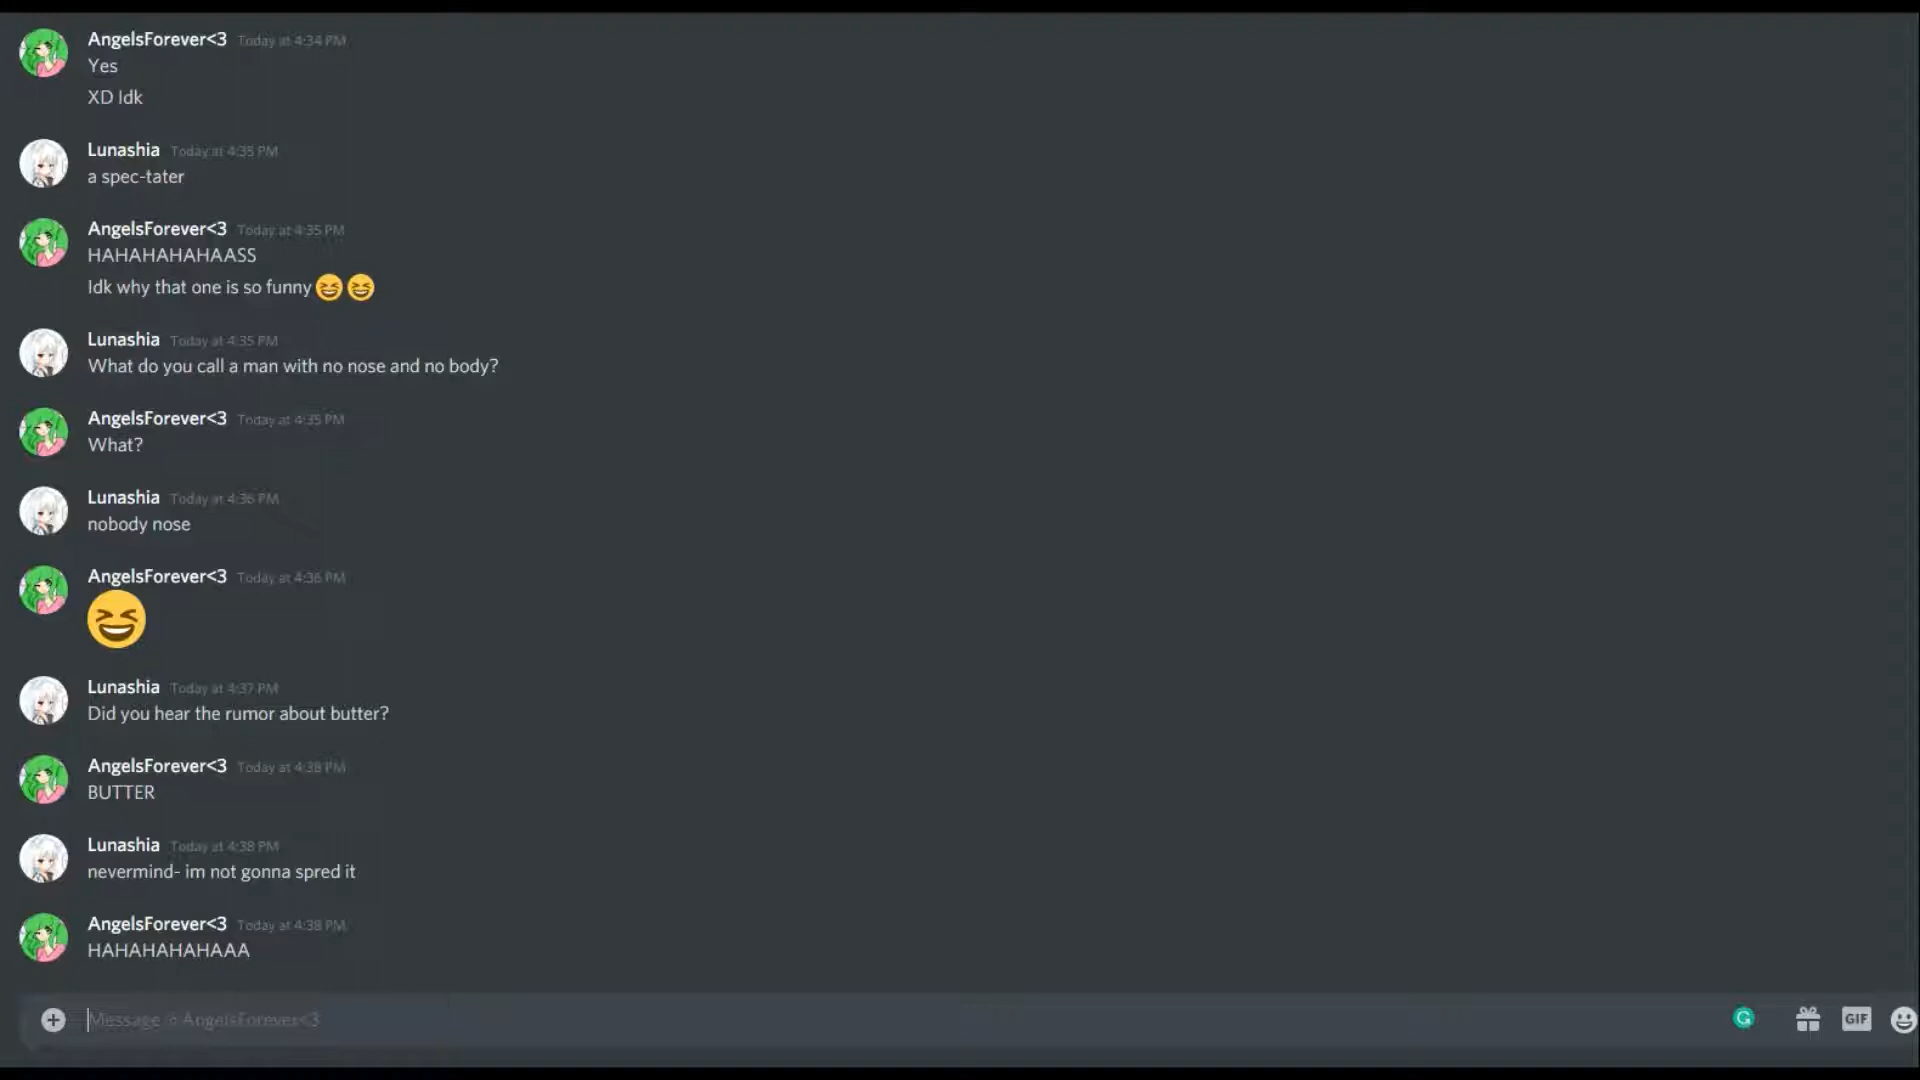 AngelsForever<3 Today at 4:34 PM
Yes
XD Idk
Lunashia Today at 4:35 PM
a spec-tater
AngelsForever<3 Today at 4:35 PM
HAHAHAHAHAASS
Idk why that one is so funny 😆😆
Lunashia Today at 4:35 PM
What do you call a man with no nose and no body?
AngelsForever<3 Today at 4:35 PM
What?
Lunashia Today at 4:36 PM
nobody nose
AngelsForever<3 Today at 4:36 PM
😆
Lunashia Today at 4:37 PM
Did you hear the rumor about butter?
AngelsForever<3 Today at 4:38 PM
BUTTER
Lunashia Today at 4:38 PM
nevermind- im not gonna spred it
AngelsForever<3 Today at 4:38 PM
HAHAHAHAHAAA
Message @AngelsForever<3
G
GIF